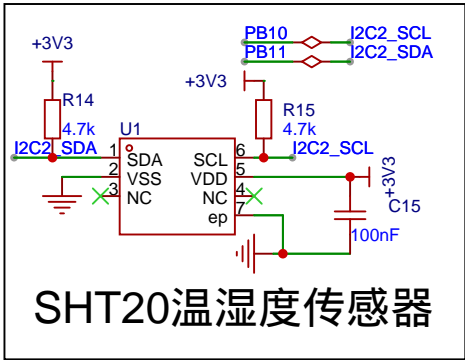 PB10 I2C2_SCL
PB11 I2C2_SDA
+3V3
+3V3
R14
4.7k
R15
4.7k
I2C2_SDA
U1
I2C2_SCL
1 SDA SCL 6
2 VSS VDD 5
3 NC NC 4
ep 7
+3V3
C15
100nF
SHT20温湿度传感器